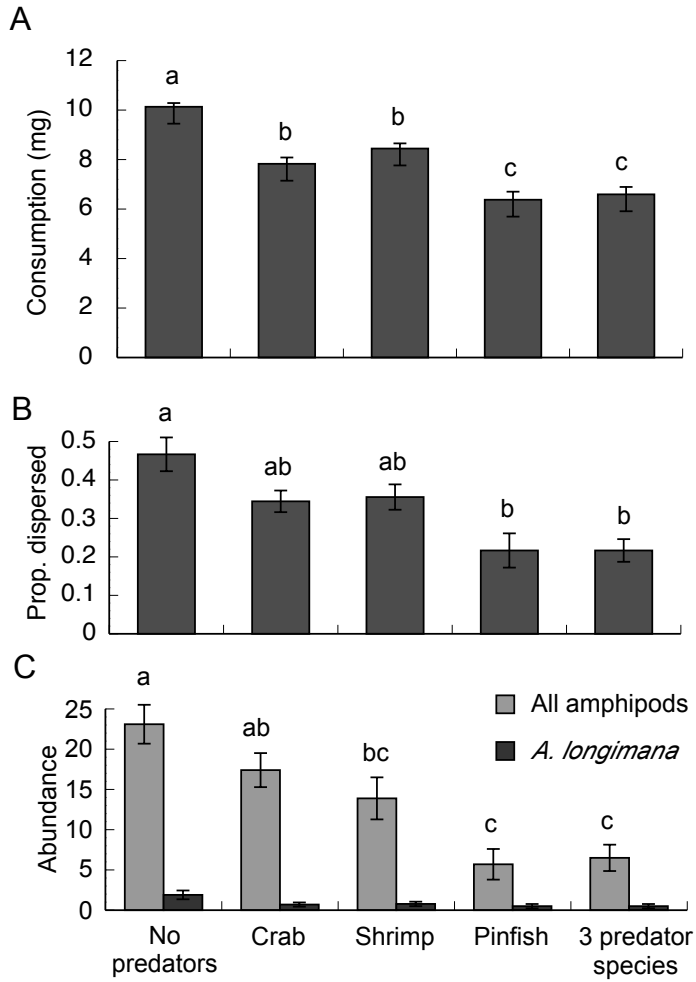 A
12
10
8
6
4
2
0
Consumption (mg)
a
b
b
c
c
B
0.5
0.4
0.3
0.2
0.1
0
Prop. dispersed
a
ab
ab
b
b
C
25
20
15
10
5
0
Abundance
a
ab
bc
c
c
All amphipods
A. longimana
No
predators
Crab
Shrimp
Pinfish
3 predator
species